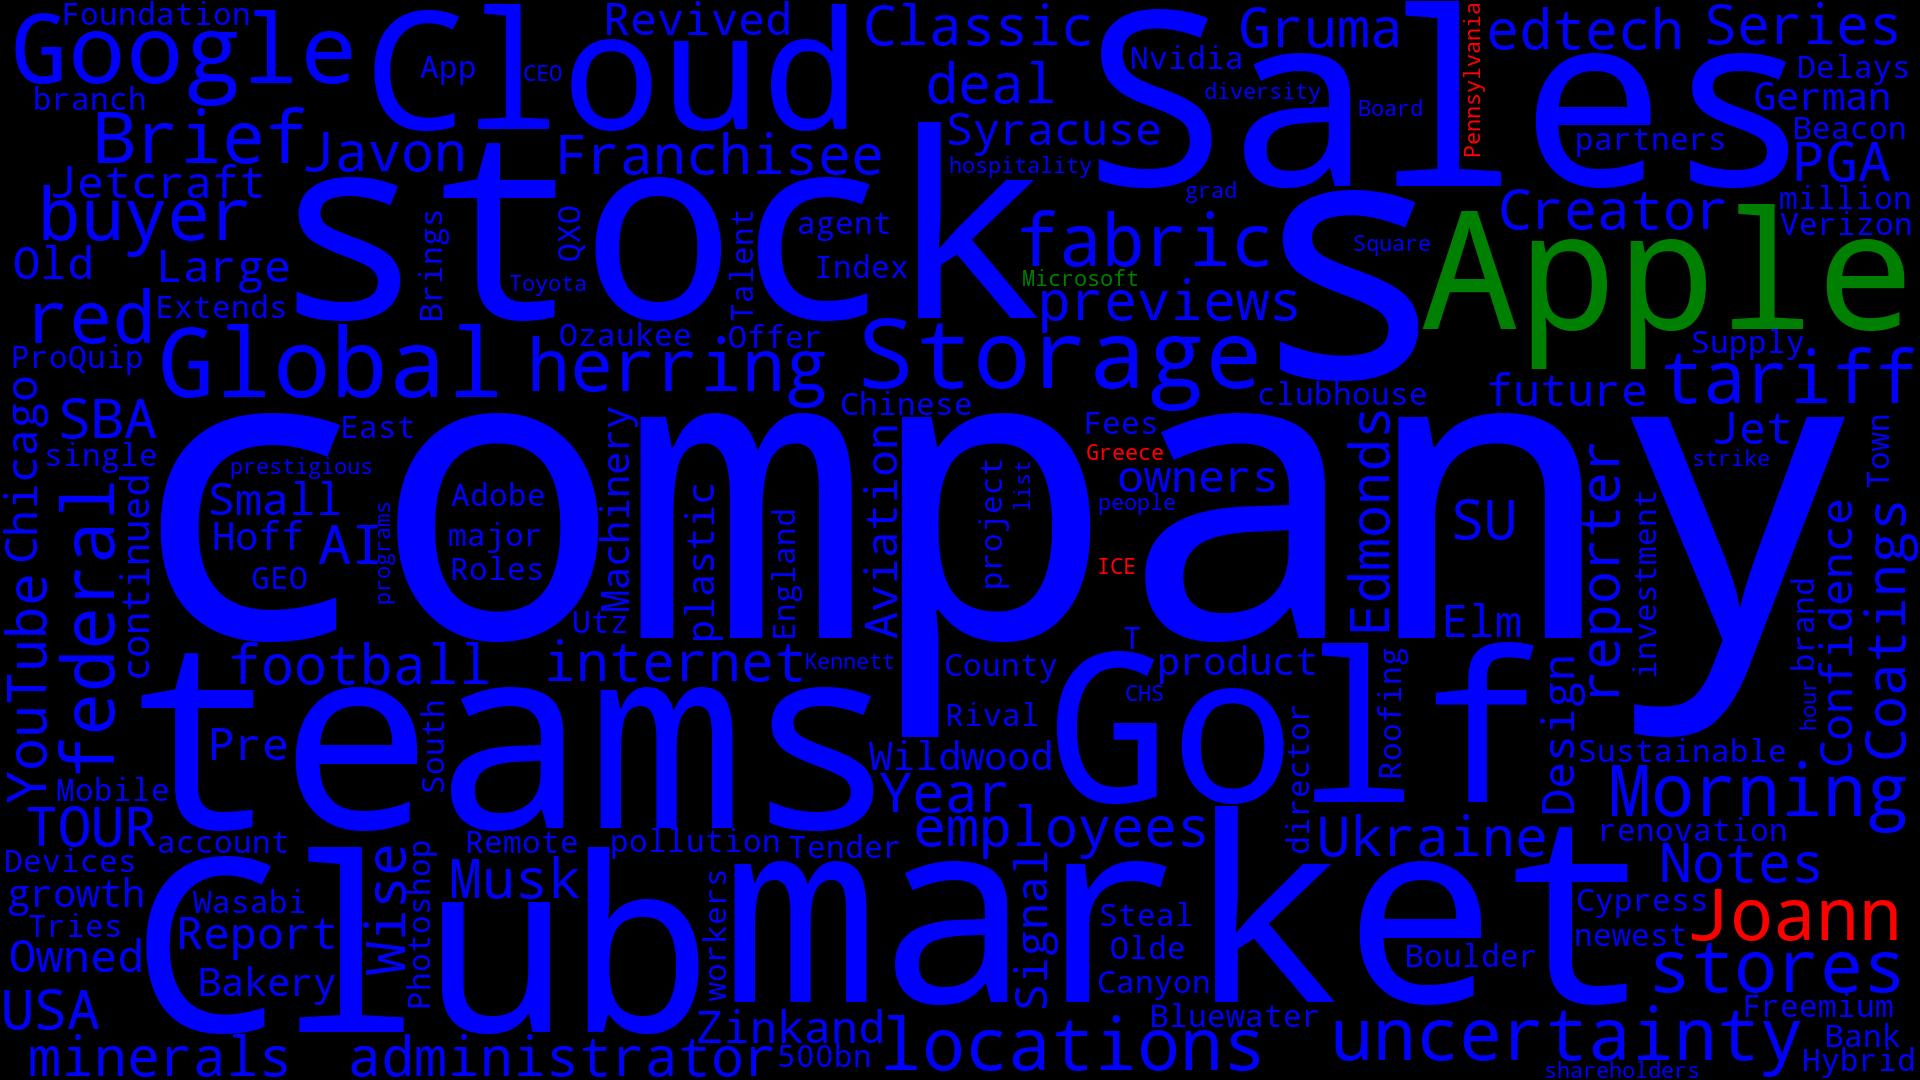 Foundation
Google
Cloud
Revived
Classic
Sales
Gruma
Pennsylvania
edtech
Series
App
CEO
Nvidia
Delays
branch
deal
diversity
Board
German
Brief
Javon
Franchisee
Syracuse
partners
Beacon
PGA
Jetcraft
hospitality
buyer
stock
grad
s
million
Creator
Verizon
Brings
QXO
Talent
agent
fabric
Square
Apple
Old
Large
Toyota
Index
Microsoft
red
Extends
previews
Ozaukee
Offer
Storage
Supply
ProQuip
Global
herring
clubhouse
future
tariff
Chicago
SBA
East
Machinery
Chinese
Fees
Edmonds
Jet
Town
single
prestigious
company
Aviation
Greece
owners
strike
federal
continued
Small
Adobe
plastic
England
project
list
people
SU
reporter
investment
Confidence
Coatings
Hoff
AI
programs
major
Roles
GEO
ICE
brand
YouTube
Utz
Elm
football
internet
Kennett
County
T
product
teams
CHS
Golf
Roofing
Design
hour
Pre
South
Rival
director
Wildwood
Sustainable
Mobile
Year
Morning
TOUR
account
Remote
pollution
Tender
employees
Ukraine
renovation
Devices
Wise
Photoshop
Musk
workers
market
Signal
Notes
growth
Club
Wasabi
Steal
Cypress
Joann
Tries
Report
Olde
newest
Owned
Bakery
Canyon
Boulder
stores
USA
Zinkand
Bluewater
Freemium
minerals
administrator
500bn
locations
uncertainty
Bank
Hybrid
shareholders